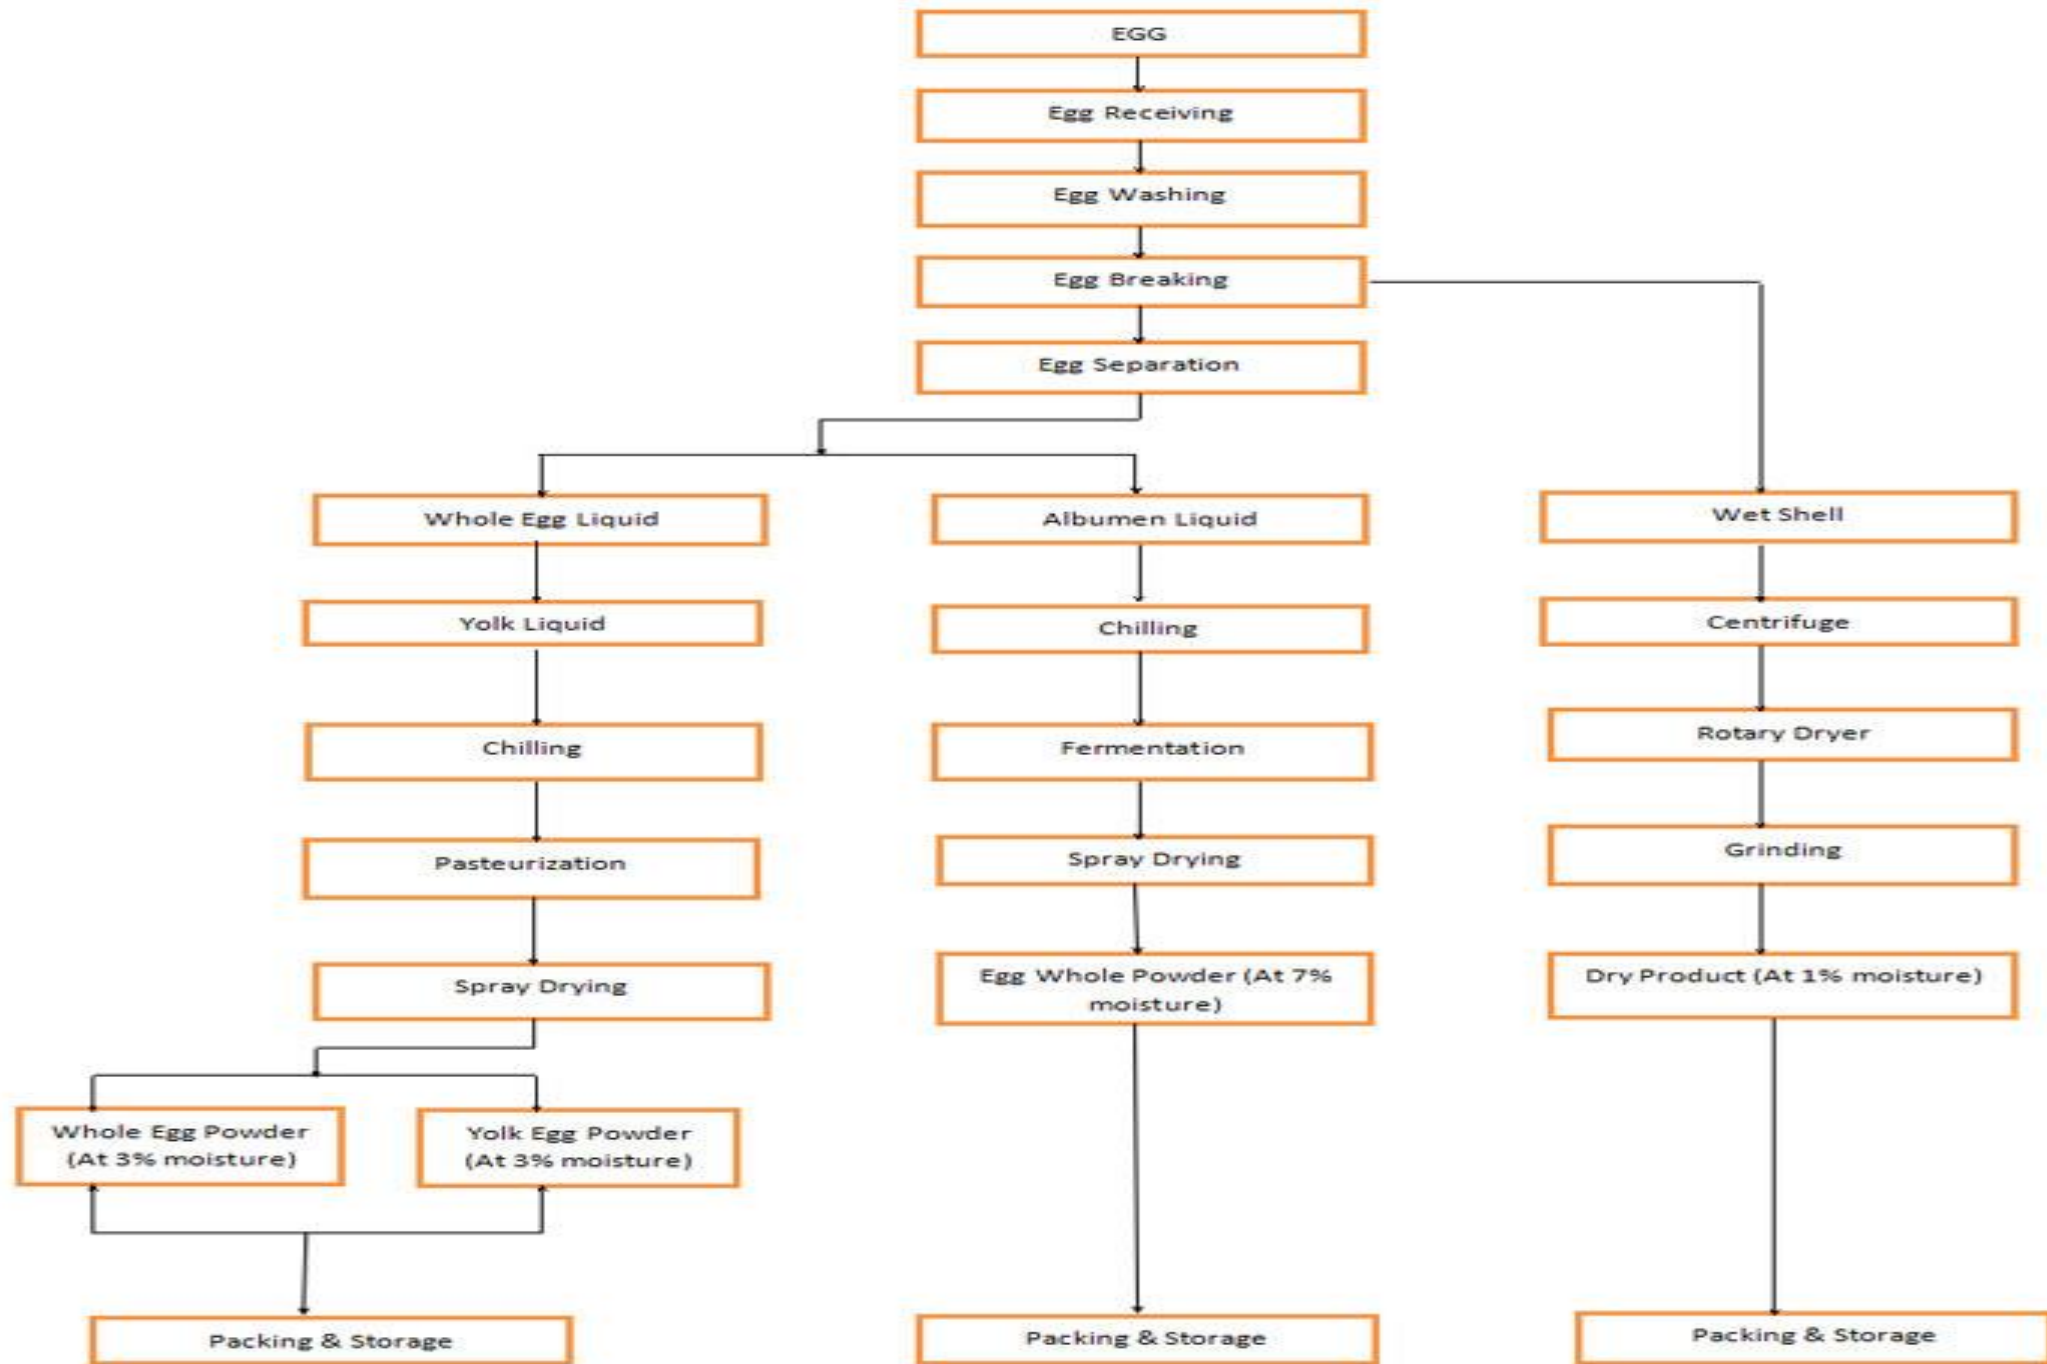 EGG
Egg Receiving
Egg Washing
Egg Breaking
Egg Separation
Whole Egg Liquid
Albumen Liquid
Wet Shell
Yolk Liquid
Chilling
Centrifuge
Chilling
Fermentation
Rotary Dryer
Pasteurization
Spray Drying
Grinding
Spray Drying
Egg Whole Powder (At 7%
moisture)
Dry Product (At 1% moisture)
Whole Egg Powder
(At 3% moisture)
Yolk Egg Powder
(At 3% moisture)
Packing & Storage
Packing & Storage
Packing & Storage